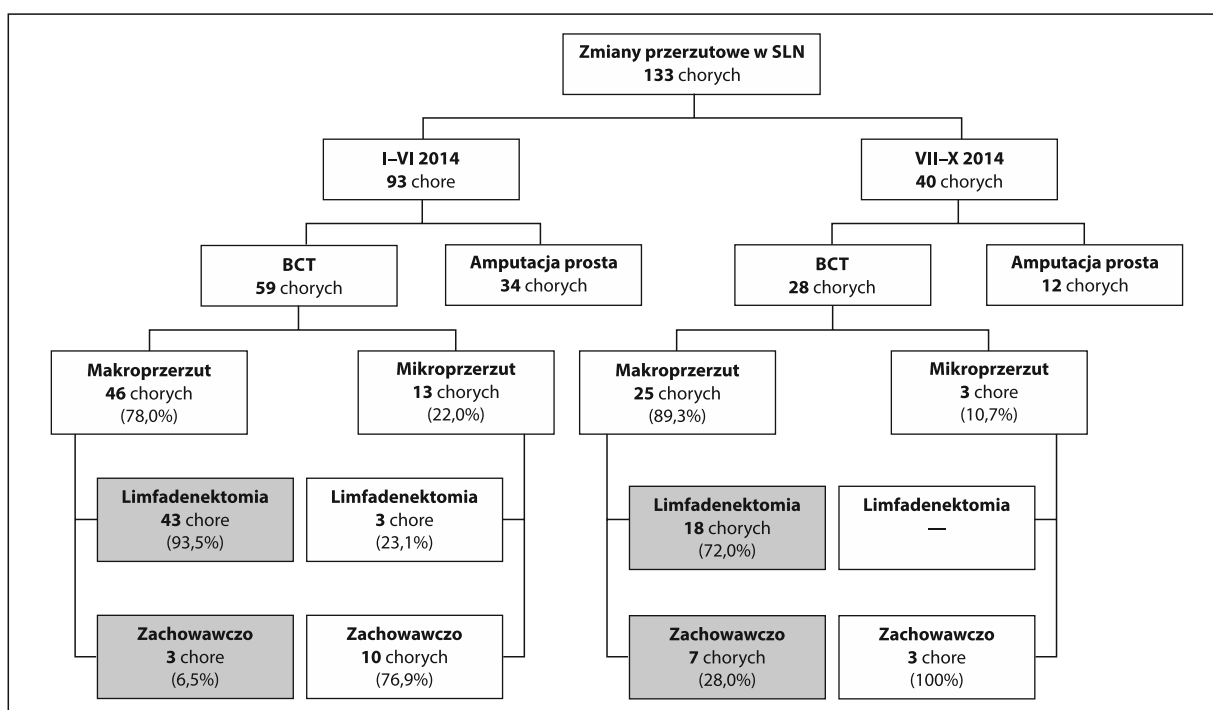 Zmiany przerzutowe w SLN
133 chorych
I–VI 2014
93 chore
VII–X 2014
40 chorych
BCT
59 chorych
Amputacja prosta
34 chorych
BCT
28 chorych
Amputacja prosta
12 chorych
Makroprzerzut
46 chorych
(78,0%)
Mikroprzerzut
13 chorych
(22,0%)
Makroprzerzut
25 chorych
(89,3%)
Mikroprzerzut
3 chore
(10,7%)
Limfadenektomia
43 chore
(93,5%)
Limfadenektomia
3 chore
(23,1%)
Limfadenektomia
18 chorych
(72,0%)
Limfadenektomia
—
Zachowawczo
3 chore
(6,5%)
Zachowawczo
10 chorych
(76,9%)
Zachowawczo
7 chorych
(28,0%)
Zachowawczo
3 chore
(100%)